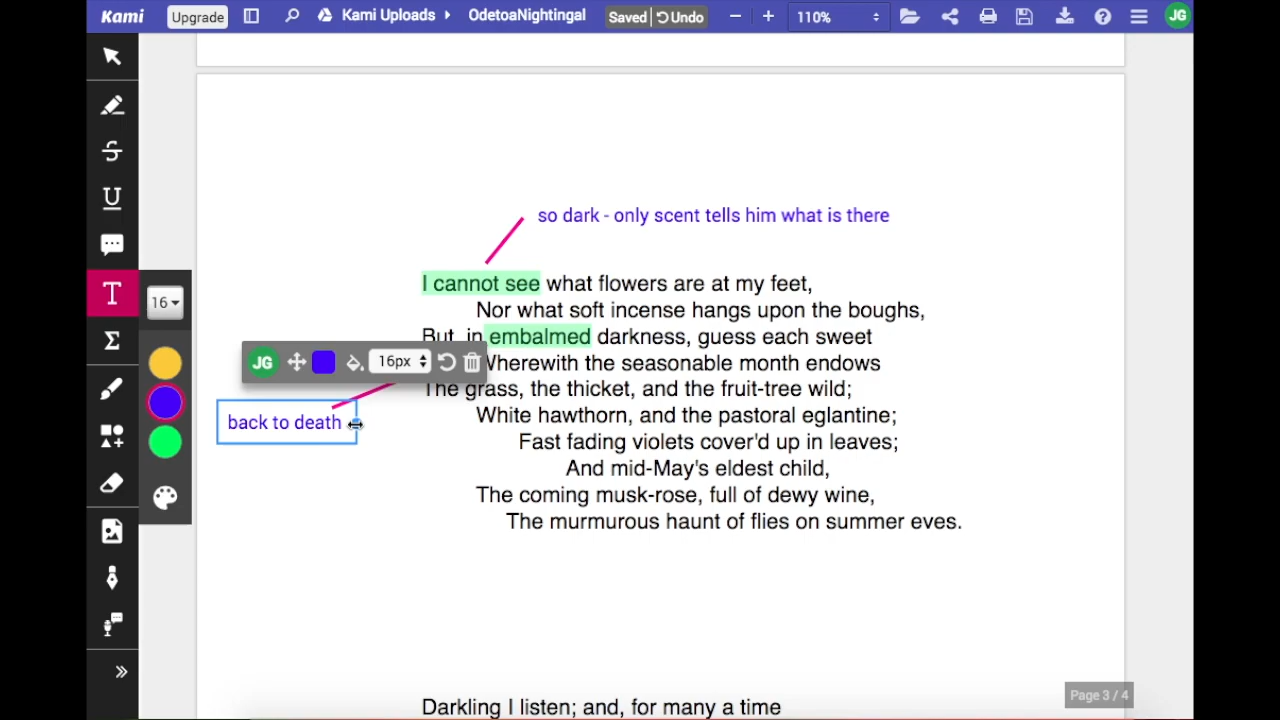 Kami Upgrade Kami Uploads OdetoaNightingal Saved Undo 110% JG
so dark - only scent tells him what is there
I cannot see what flowers are at my feet,
Nor what soft incense hangs upon the boughs,
But, in embalmed darkness, guess each sweet
JG 16px
Wherewith the seasonable month endows
The grass, the thicket, and the fruit-tree wild;
back to death
White hawthorn, and the pastoral eglantine;
Fast fading violets cover'd up in leaves;
And mid-May's eldest child,
The coming musk-rose, full of dewy wine,
The murmurous haunt of flies on summer eves.
T 16
Page 3 / 4
Darkling I listen; and, for many a time